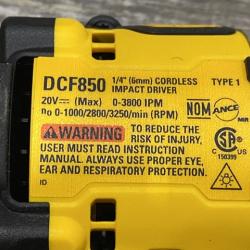 DCF850 1/4" (6mm) CORDLESS
IMPACT DRIVER TYPE 1
20V⎓ (Max) 0-3800 IPM
no 0-1000/2800/3250/min (RPM)
NOM ANCE
WARNING TO REDUCE THE
RISK OF INJURY,
USER MUST READ INSTRUCTION
MANUAL. ALWAYS USE PROPER EYE,
EAR AND RESPIRATORY PROTECTION.
ID
C US
150399